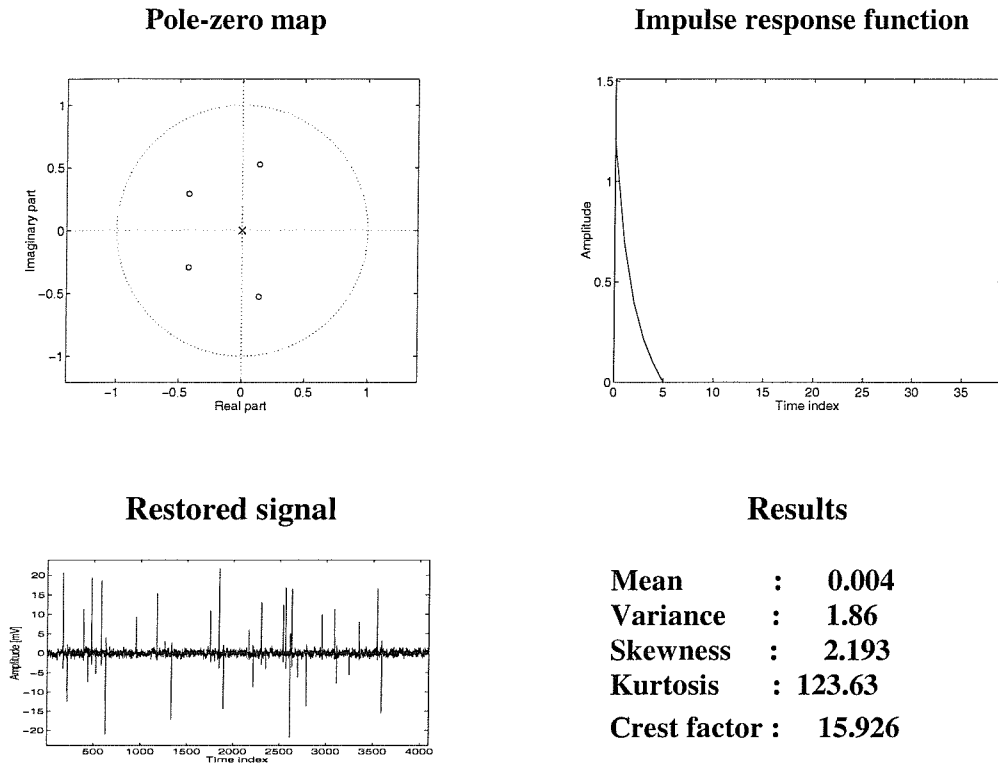 Pole-zero map
Impulse response function
1
0.5
0
−0.5
−1
Imaginary part
−1
−0.5
0
0.5
1
Real part
1.5
1
0.5
0
Amplitude
0
5
10
15
20
25
30
35
Time index
Restored signal
Results
20
15
10
5
0
−5
−10
−15
−20
Amplitude [mV]
500
1000
1500
2000
2500
3000
3500
4000
Time index
Mean : 0.004
Variance : 1.86
Skewness : 2.193
Kurtosis : 123.63
Crest factor : 15.926